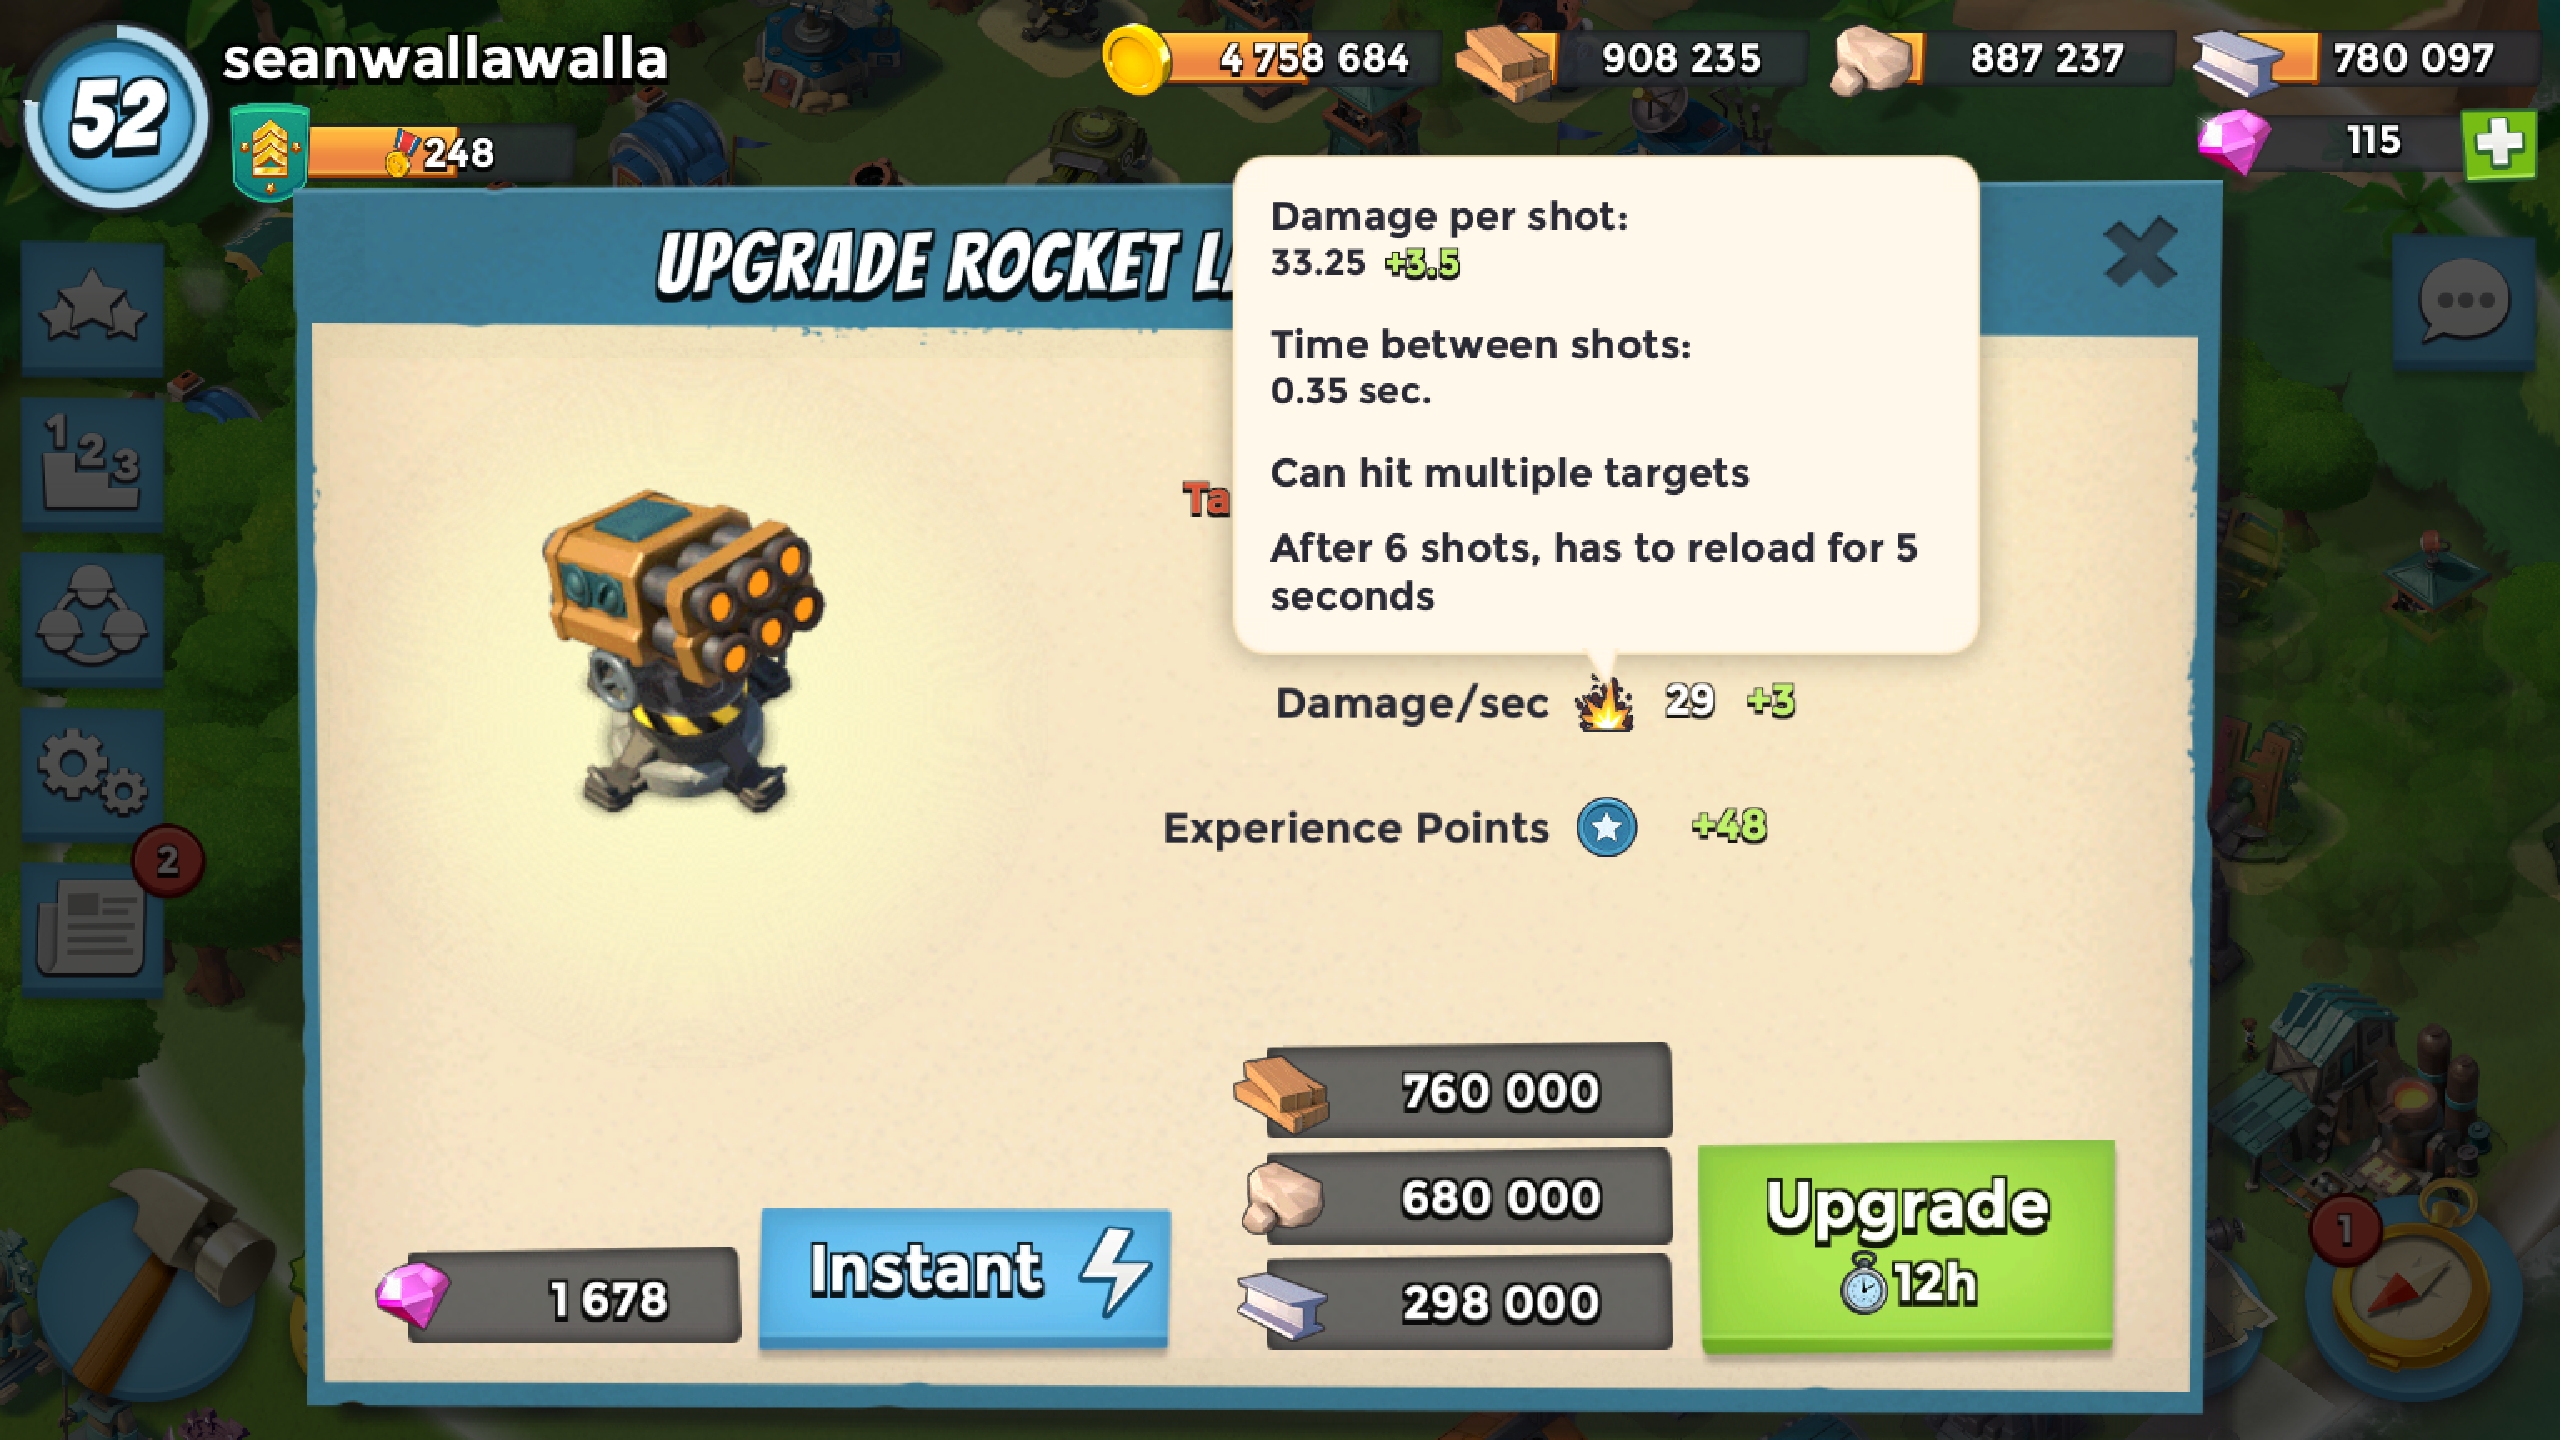 52
seanwallawalla
248
4 758 684
908 235
887 237
780 097
115
UPGRADE ROCKET
Damage per shot:
33.25 +3.5
Time between shots:
0.35 sec.
Can hit multiple targets
After 6 shots, has to reload for 5
seconds
Ta
Damage/sec 29 +3
Experience Points +48
1 2 3
2
760 000
680 000
298 000
1 678
Instant
Upgrade
12h
1